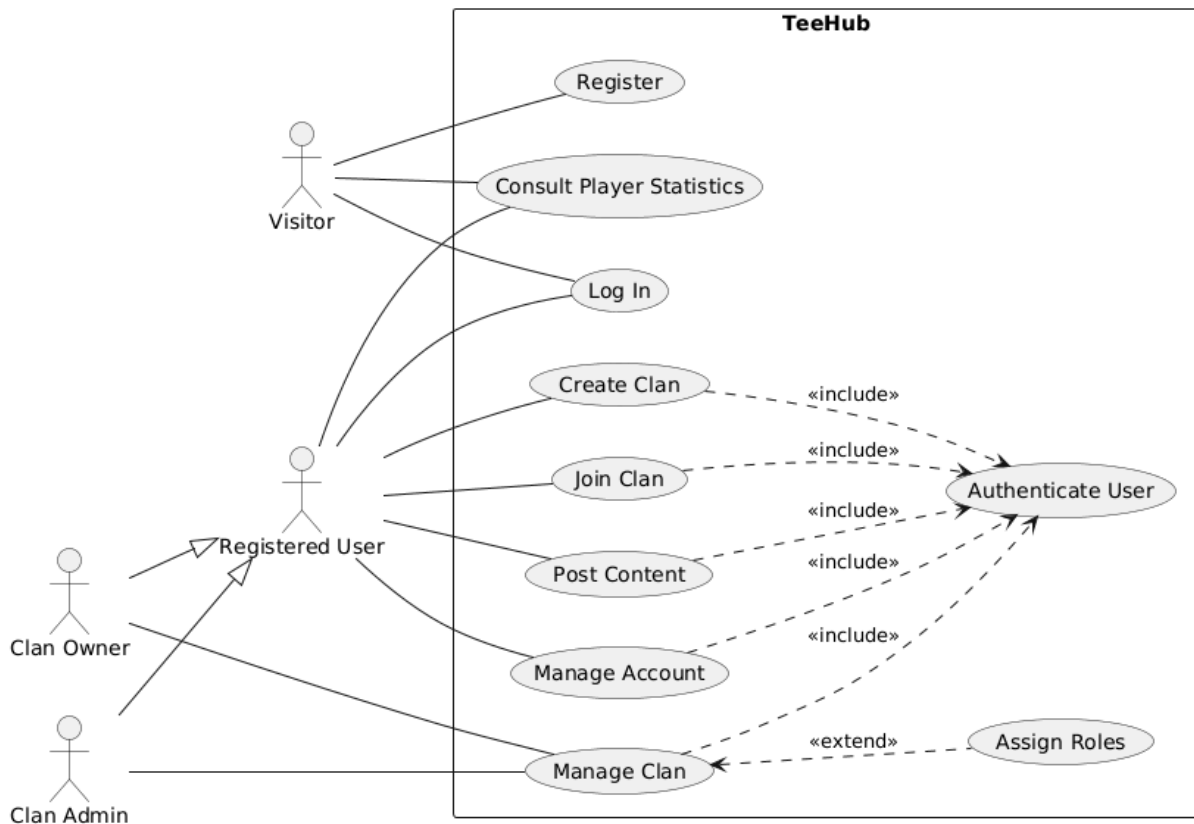 TeeHub
Register
Consult Player Statistics
Visitor
Log In
Create Clan
«include»
«include»
Join Clan
Authenticate User
«include»
Registered User
Post Content
«include»
Clan Owner
«include»
Manage Account
«extend»
Assign Roles
Manage Clan
Clan Admin